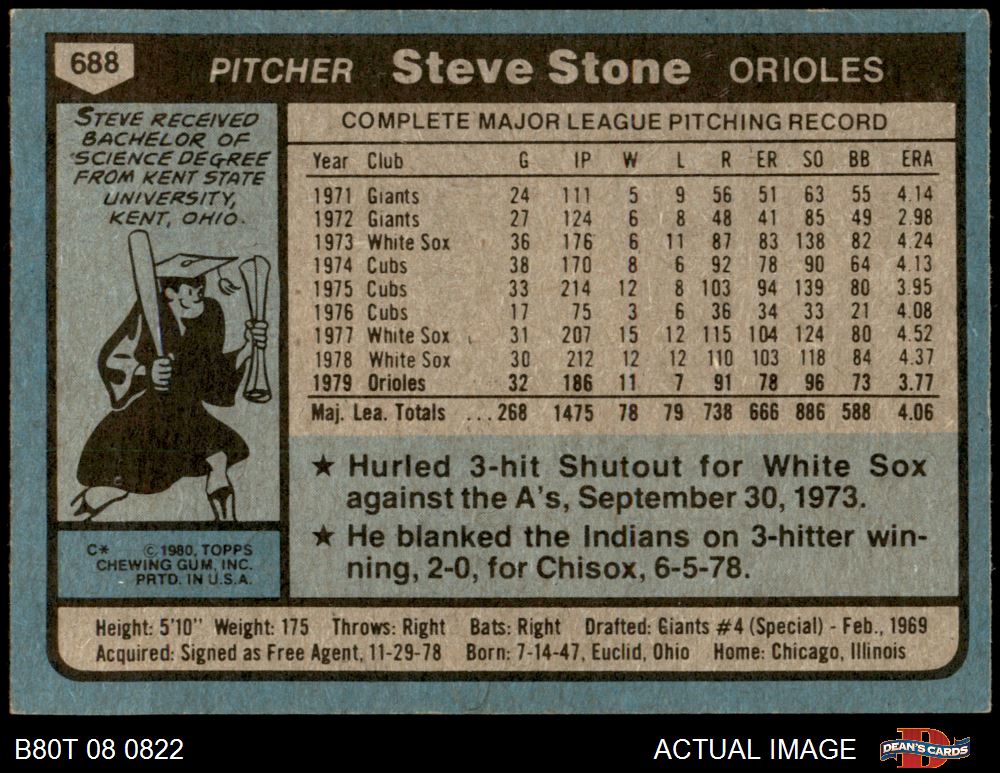 688 PITCHER Steve Stone ORIOLES
STEVE RECEIVED
BACHELOR OF
SCIENCE DEGREE
FROM KENT STATE
UNIVERSITY,
KENT, OHIO.
COMPLETE MAJOR LEAGUE PITCHING RECORD
Year Club G IP W L R ER SO BB ERA
1971 Giants 24 111 5 9 56 51 63 55 4.14
1972 Giants 27 124 6 8 48 41 85 49 2.98
1973 White Sox 36 176 6 11 87 83 138 82 4.24
1974 Cubs 38 170 8 6 92 78 90 64 4.13
1975 Cubs 33 214 12 8 103 94 139 80 3.95
1976 Cubs 17 75 3 6 36 34 33 21 4.08
1977 White Sox 31 207 15 12 115 104 124 80 4.52
1978 White Sox 30 212 12 12 110 103 118 84 4.37
1979 Orioles 32 186 11 7 91 78 96 73 3.77
Maj. Lea. Totals ...268 1475 78 79 738 666 886 588 4.06
★ Hurled 3-hit Shutout for White Sox
against the A's, September 30, 1973.
★ He blanked the Indians on 3-hitter win-
ning, 2-0, for Chisox, 6-5-78.
C* © 1980, TOPPS
CHEWING GUM, INC.
PRTD. IN U.S.A.
Height: 5'10" Weight: 175 Throws: Right Bats: Right Drafted: Giants #4 (Special) - Feb., 1969
Acquired: Signed as Free Agent, 11-29-78 Born: 7-14-47, Euclid, Ohio Home: Chicago, Illinois
B80T 08 0822 ACTUAL IMAGE DEAN'S CARDS